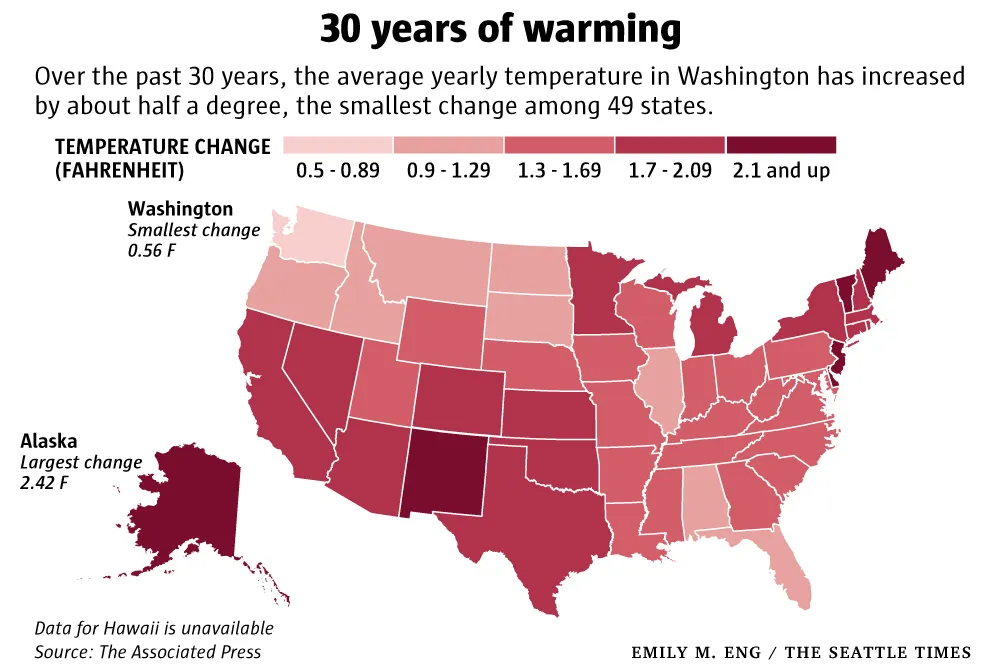 30 years of warming
Over the past 30 years, the average yearly temperature in Washington has increased
by about half a degree, the smallest change among 49 states.
TEMPERATURE CHANGE
(FAHRENHEIT)
0.5 - 0.89 0.9 - 1.29 1.3 - 1.69 1.7 - 2.09 2.1 and up
Washington
Smallest change
0.56 F
Alaska
Largest change
2.42 F
Data for Hawaii is unavailable
Source: The Associated Press
EMILY M. ENG / THE SEATTLE TIMES